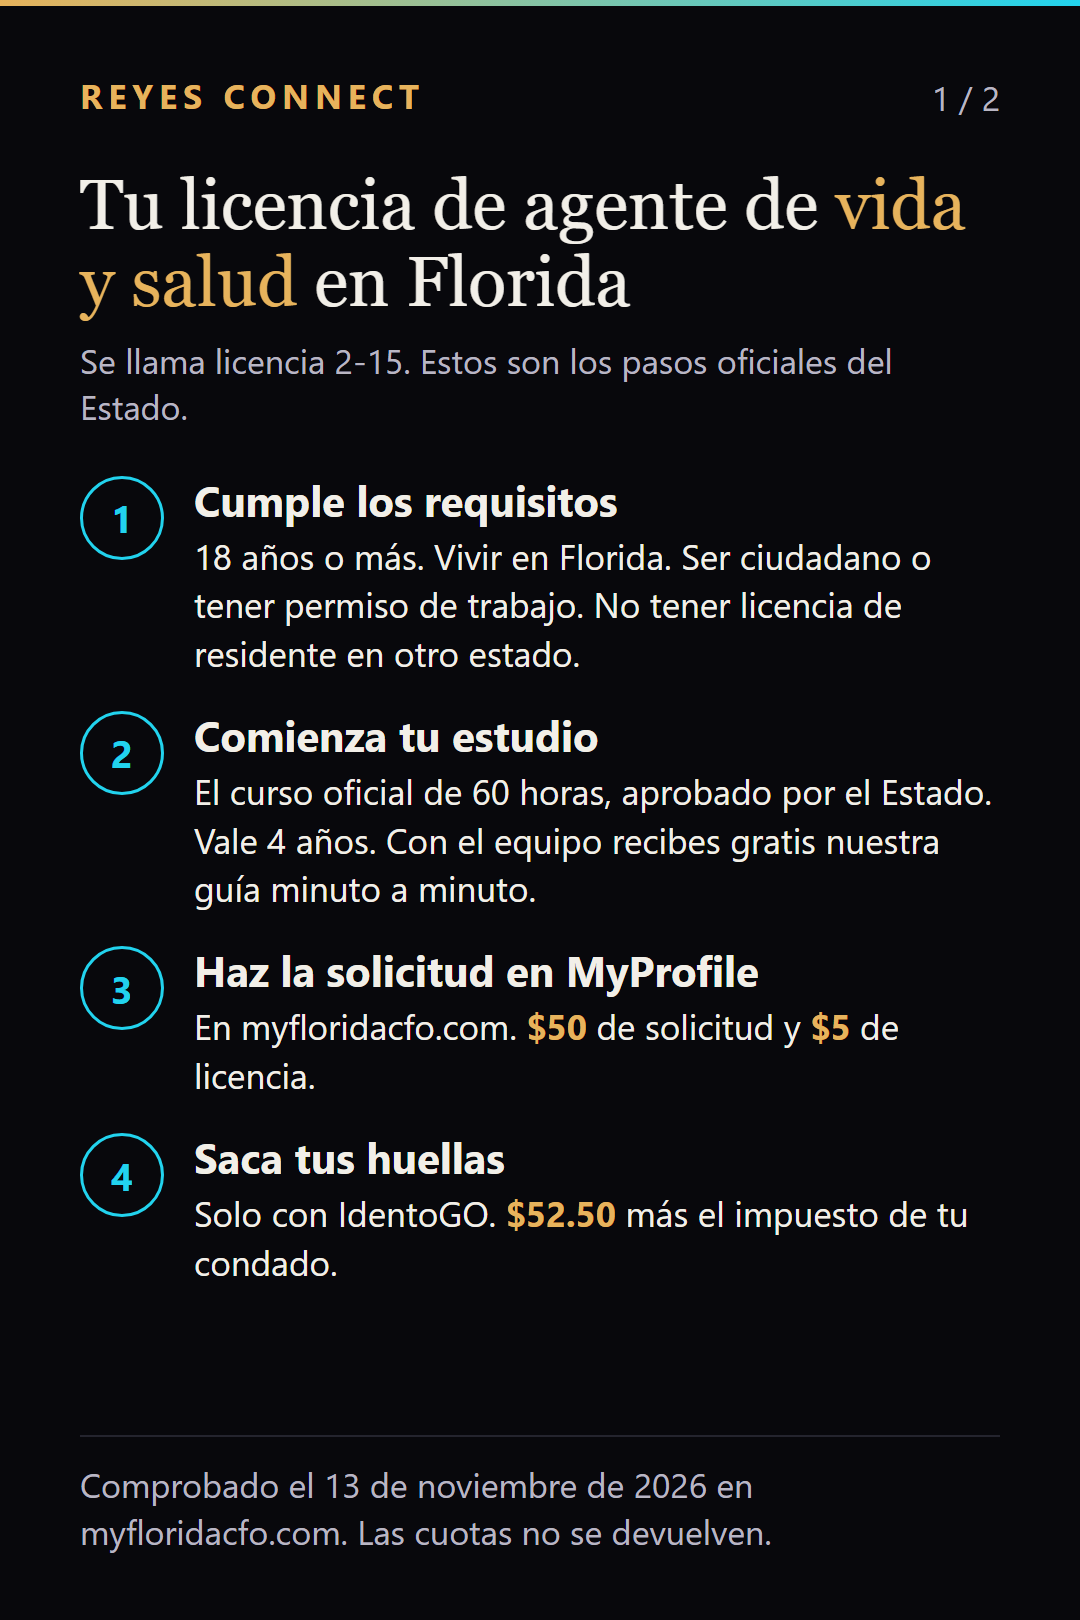 REYES CONNECT
1 / 2
Tu licencia de agente de vida
y salud en Florida
Se llama licencia 2-15. Estos son los pasos oficiales del
Estado.
1
Cumple los requisitos
18 años o más. Vivir en Florida. Ser ciudadano o
tener permiso de trabajo. No tener licencia de
residente en otro estado.
2
Comienza tu estudio
El curso oficial de 60 horas, aprobado por el Estado.
Vale 4 años. Con el equipo recibes gratis nuestra
guía minuto a minuto.
3
Haz la solicitud en MyProfile
En myfloridacfo.com. $50 de solicitud y $5 de
licencia.
4
Saca tus huellas
Solo con IdentoGO. $52.50 más el impuesto de tu
condado.
Comprobado el 13 de noviembre de 2026 en
myfloridacfo.com. Las cuotas no se devuelven.